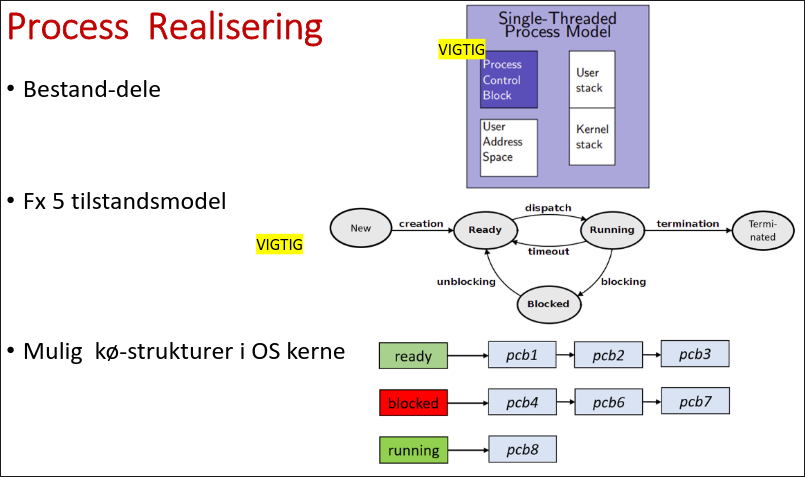 Process Realisering
Single-Threaded
Process Model
VIGTIG
Process
Control
Block
User
stack
User
Address
Space
Kernel
stack
• Bestand-dele
• Fx 5 tilstandsmodel
VIGTIG
New
creation
Ready
dispatch
timeout
Running
termination
Termi-
nated
unblocking
blocking
Blocked
• Mulig kø-strukturer i OS kerne
ready
pcb1
pcb2
pcb3
blocked
pcb4
pcb6
pcb7
running
pcb8